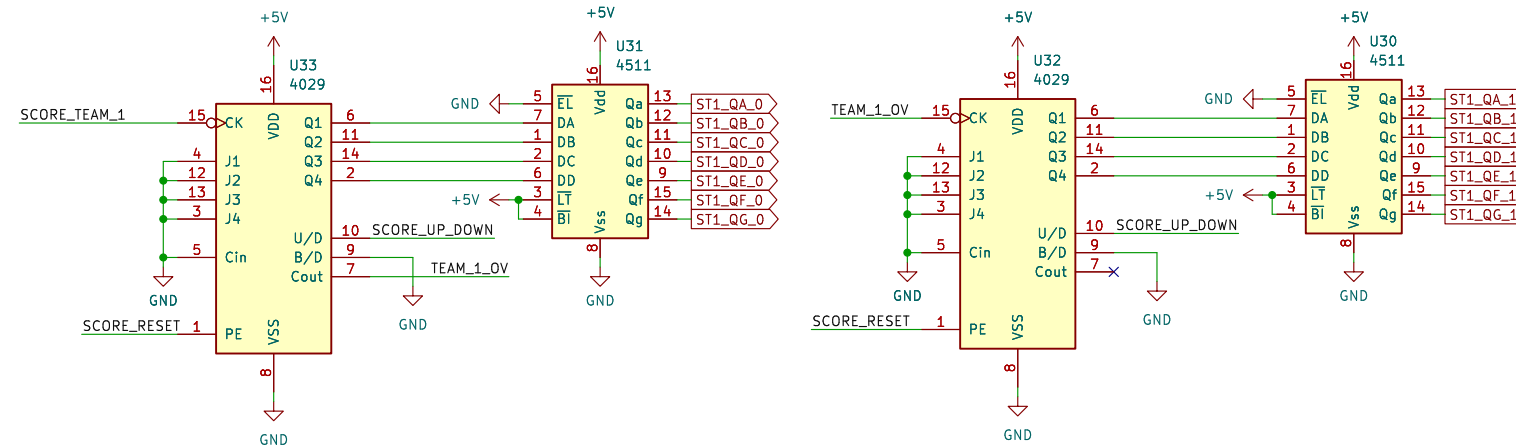 +5V
U33
4029
16
VDD
SCORE_TEAM_1
15
CK
4
J1
12
J2
13
J3
3
J4
5
Cin
GND
SCORE_RESET
1
PE
VSS
8
GND
Q1
6
Q2
11
Q3
14
Q4
2
U/D
10
SCORE_UP_DOWN
B/D
9
Cout
7
TEAM_1_OV
GND
+5V
U31
4511
16
Vdd
GND
5
EL
7
DA
1
DB
2
DC
6
DD
+5V
3
LT
4
BI
Vss
8
GND
Qa
13
ST1_QA_0
Qb
12
ST1_QB_0
Qc
11
ST1_QC_0
Qd
10
ST1_QD_0
Qe
9
ST1_QE_0
Qf
15
ST1_QF_0
Qg
14
ST1_QG_0
+5V
U32
4029
16
VDD
TEAM_1_OV
15
CK
4
J1
12
J2
13
J3
3
J4
5
Cin
GND
SCORE_RESET
1
PE
VSS
8
GND
Q1
6
Q2
11
Q3
14
Q4
2
U/D
10
SCORE_UP_DOWN
B/D
9
Cout
7
GND
+5V
U30
4511
16
Vdd
GND
5
EL
7
DA
1
DB
2
DC
6
DD
+5V
3
LT
4
BI
Vss
8
GND
Qa
13
ST1_QA_1
Qb
12
ST1_QB_1
Qc
11
ST1_QC_1
Qd
10
ST1_QD_1
Qe
9
ST1_QE_1
Qf
15
ST1_QF_1
Qg
14
ST1_QG_1